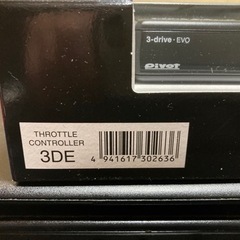 3-drive・EVO
Pivot
THROTTLE
CONTROLLER
3DE
4 941617 302636